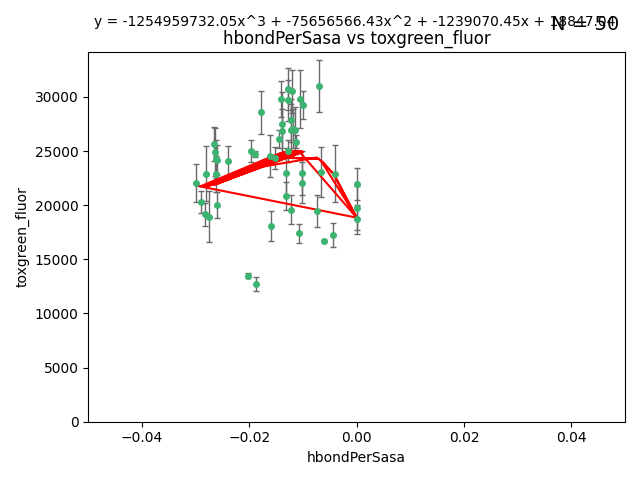 y = -1254959732.05x^3 + -75656566.43x^2 + -1239070.45x + 18847.04
N = 50
hbondPerSasa vs toxgreen_fluor
toxgreen_fluor
30000
25000
20000
15000
10000
5000
0
−0.04
−0.02
0.00
0.02
0.04
hbondPerSasa